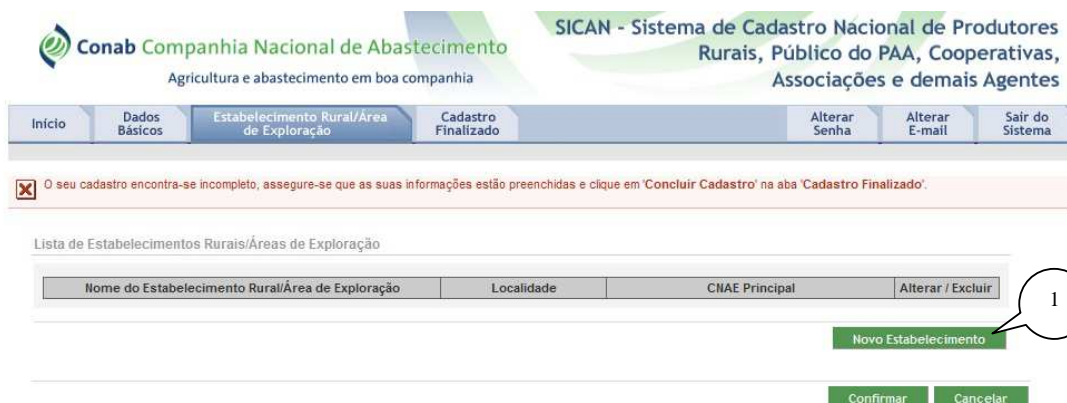 Conab Companhia Nacional de Abastecimento
Agricultura e abastecimento em boa companhia
SICAN - Sistema de Cadastro Nacional de Produtores
Rurais, Público do PAA, Cooperativas,
Associações e demais Agentes
Início
Dados
Básicos
Estabelecimento Rural/Área
de Exploração
Cadastro
Finalizado
Alterar
Senha
Alterar
E-mail
Sair do
Sistema
O seu cadastro encontra-se incompleto, assegure-se que as suas informações estão preenchidas e clique em 'Concluir Cadastro' na aba 'Cadastro Finalizado'.
Lista de Estabelecimentos Rurais/Áreas de Exploração
Nome do Estabelecimento Rural/Área de Exploração Localidade CNAE Principal Alterar / Excluir
1
Novo Estabelecimento
Confirmar Cancelar